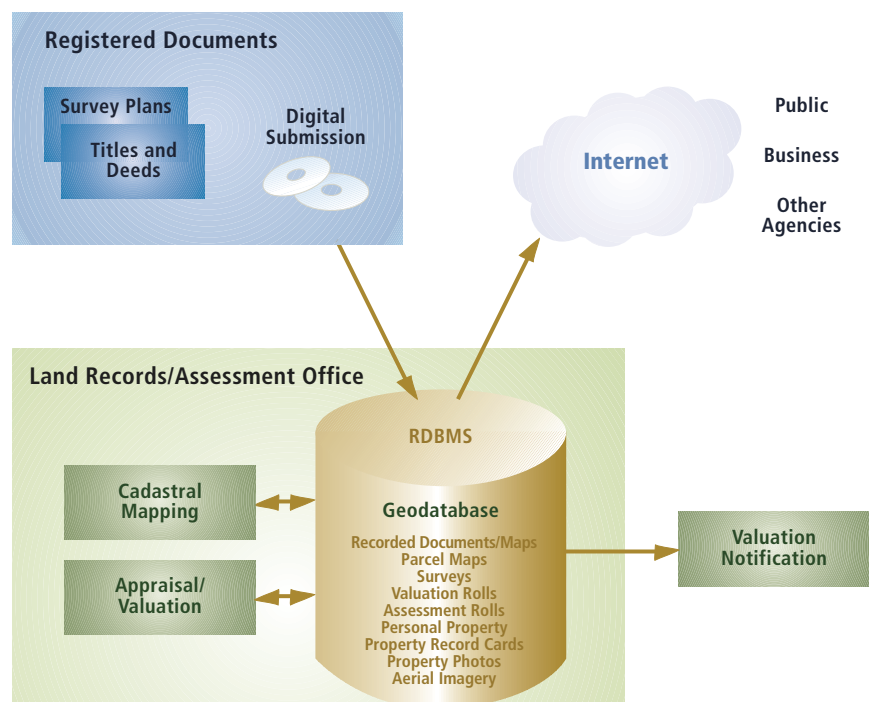 Registered Documents
Survey Plans
Titles and
Deeds
Digital
Submission
Internet
Public
Business
Other
Agencies
Land Records/Assessment Office
RDBMS
Cadastral
Mapping
Appraisal/
Valuation
Geodatabase
Recorded Documents/Maps
Parcel Maps
Surveys
Valuation Rolls
Assessment Rolls
Personal Property
Property Record Cards
Property Photos
Aerial Imagery
Valuation
Notification